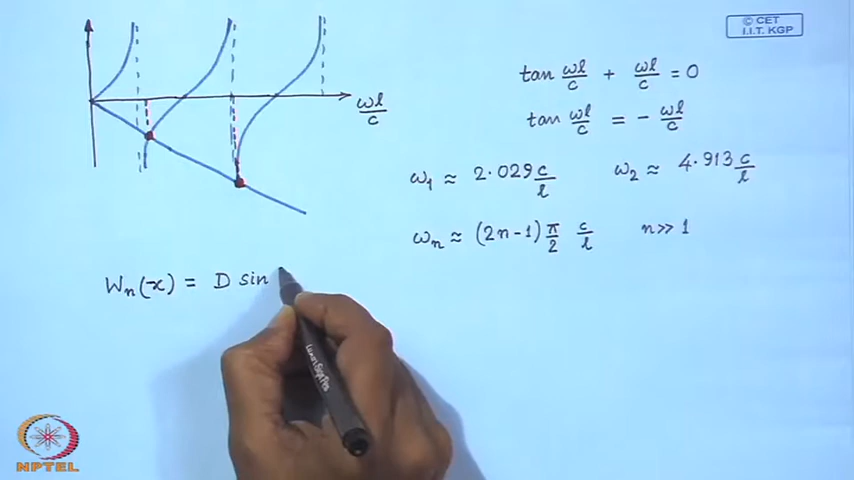 © CET
I.I.T. KGP
ωl/c
tan ωl/c + ωl/c = 0
tan ωl/c = - ωl/c
ω₁ ≈ 2.029 c/l    ω₂ ≈ 4.913 c/l
ωₙ ≈ (2n-1) π/2 c/l    n >> 1
Wₙ(x) = D sin
NPTEL